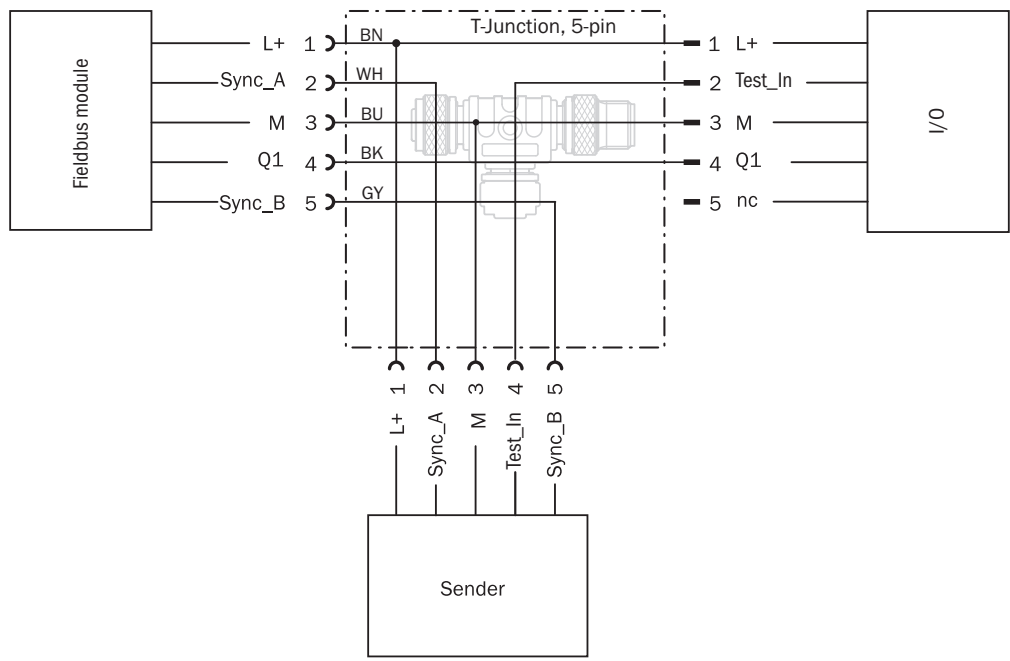 T-Junction, 5-pin
L+ 1 BN 1 L+
Sync_A 2 WH 2 Test_In
M 3 BU 3 M
Q1 4 BK 4 Q1
Sync_B 5 GY 5 nc
Fieldbus module
I/O
1 2 3 4 5
L+ Sync_A M Test_In Sync_B
Sender